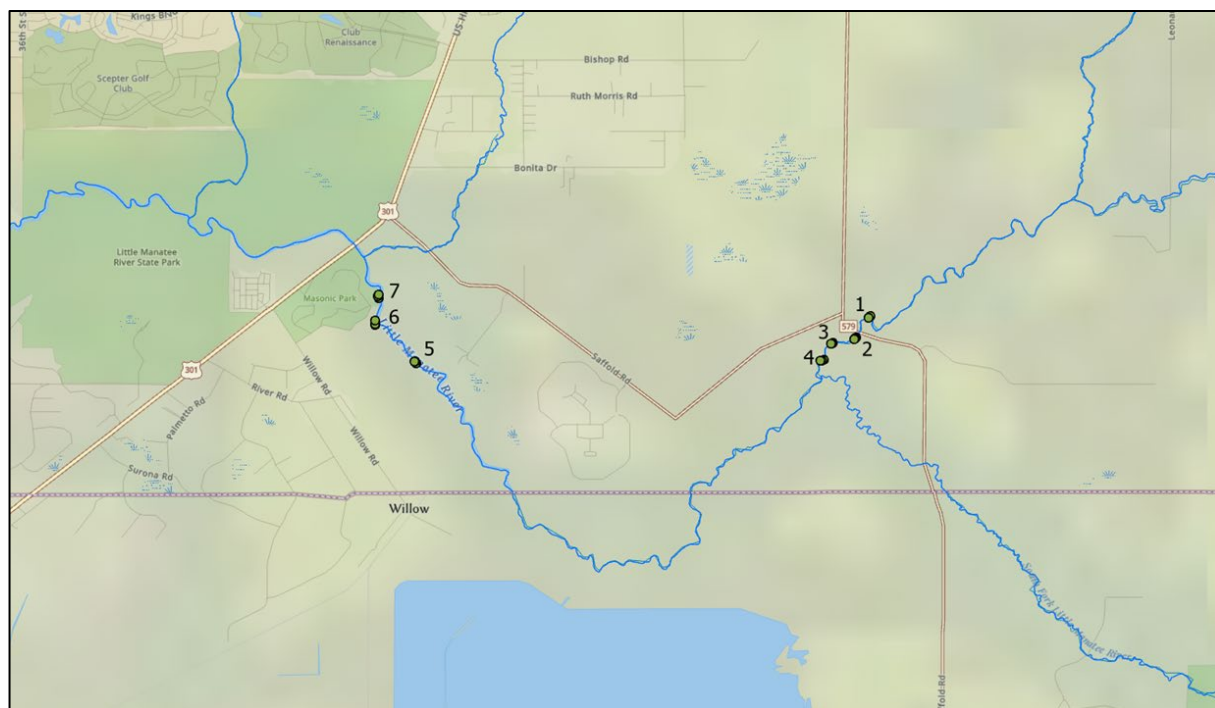 Kings Blvd
36th St S
US-H
Club
Renaissance
Leonar
Scepter Golf
Club
Bishop Rd
Ruth Morris Rd
Bonita Dr
301
Little Manatee
River State Park
Masonic Park
7
6
5
Little Manatee River
1
579
2
3
4
Saffold Rd
301
Willow Rd
River Rd
Palmetto Rd
Willow Rd
Surona Rd
Willow
South Fork Little Manatee River
ffold Rd